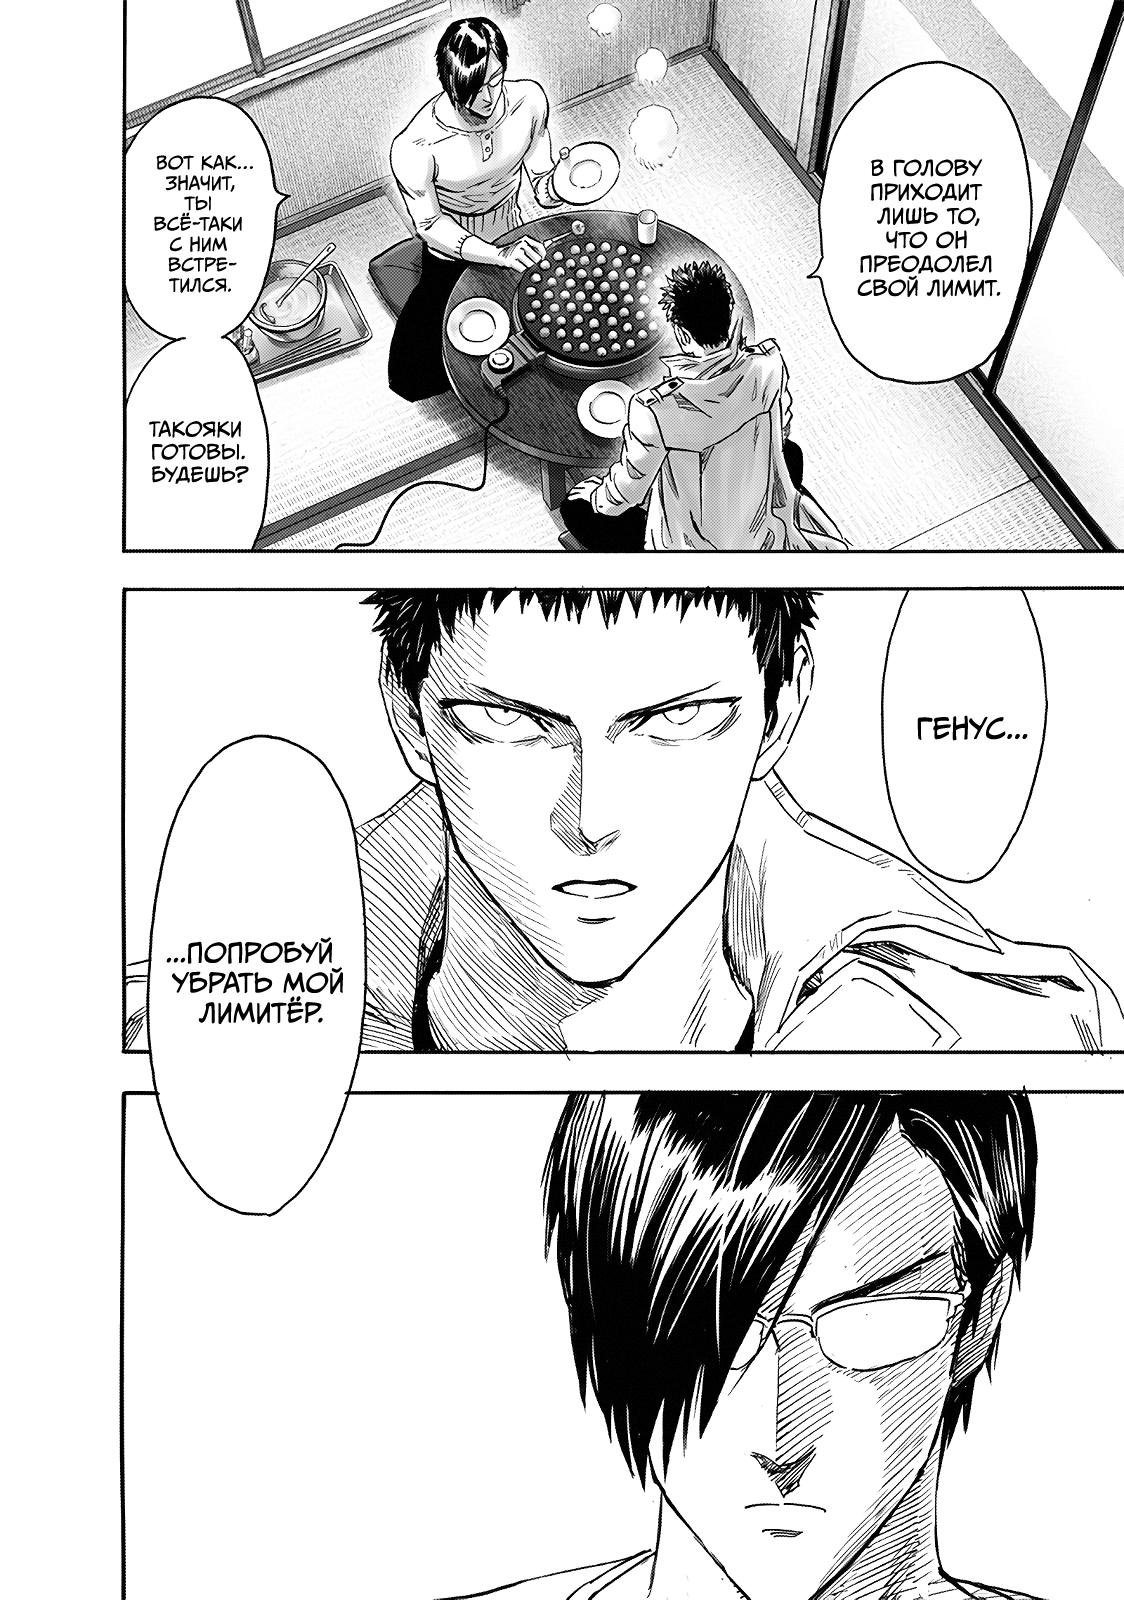 В ГОЛОВУ
ПРИХОДИТ
ЛИШЬ ТО,
ЧТО ОН
ПРЕОДОЛЕЛ
СВОЙ ЛИМИТ.
ВОТ КАК...
ЗНАЧИТ,
ТЫ
ВСЁ-ТАКИ
С НИМ
ВСТРЕ-
ТИЛСЯ.
ТАКОЯКИ
ГОТОВЫ.
БУДЕШЬ?
ГЕНУС...
...ПОПРОБУЙ
УБРАТЬ МОЙ
ЛИМИТЁР.